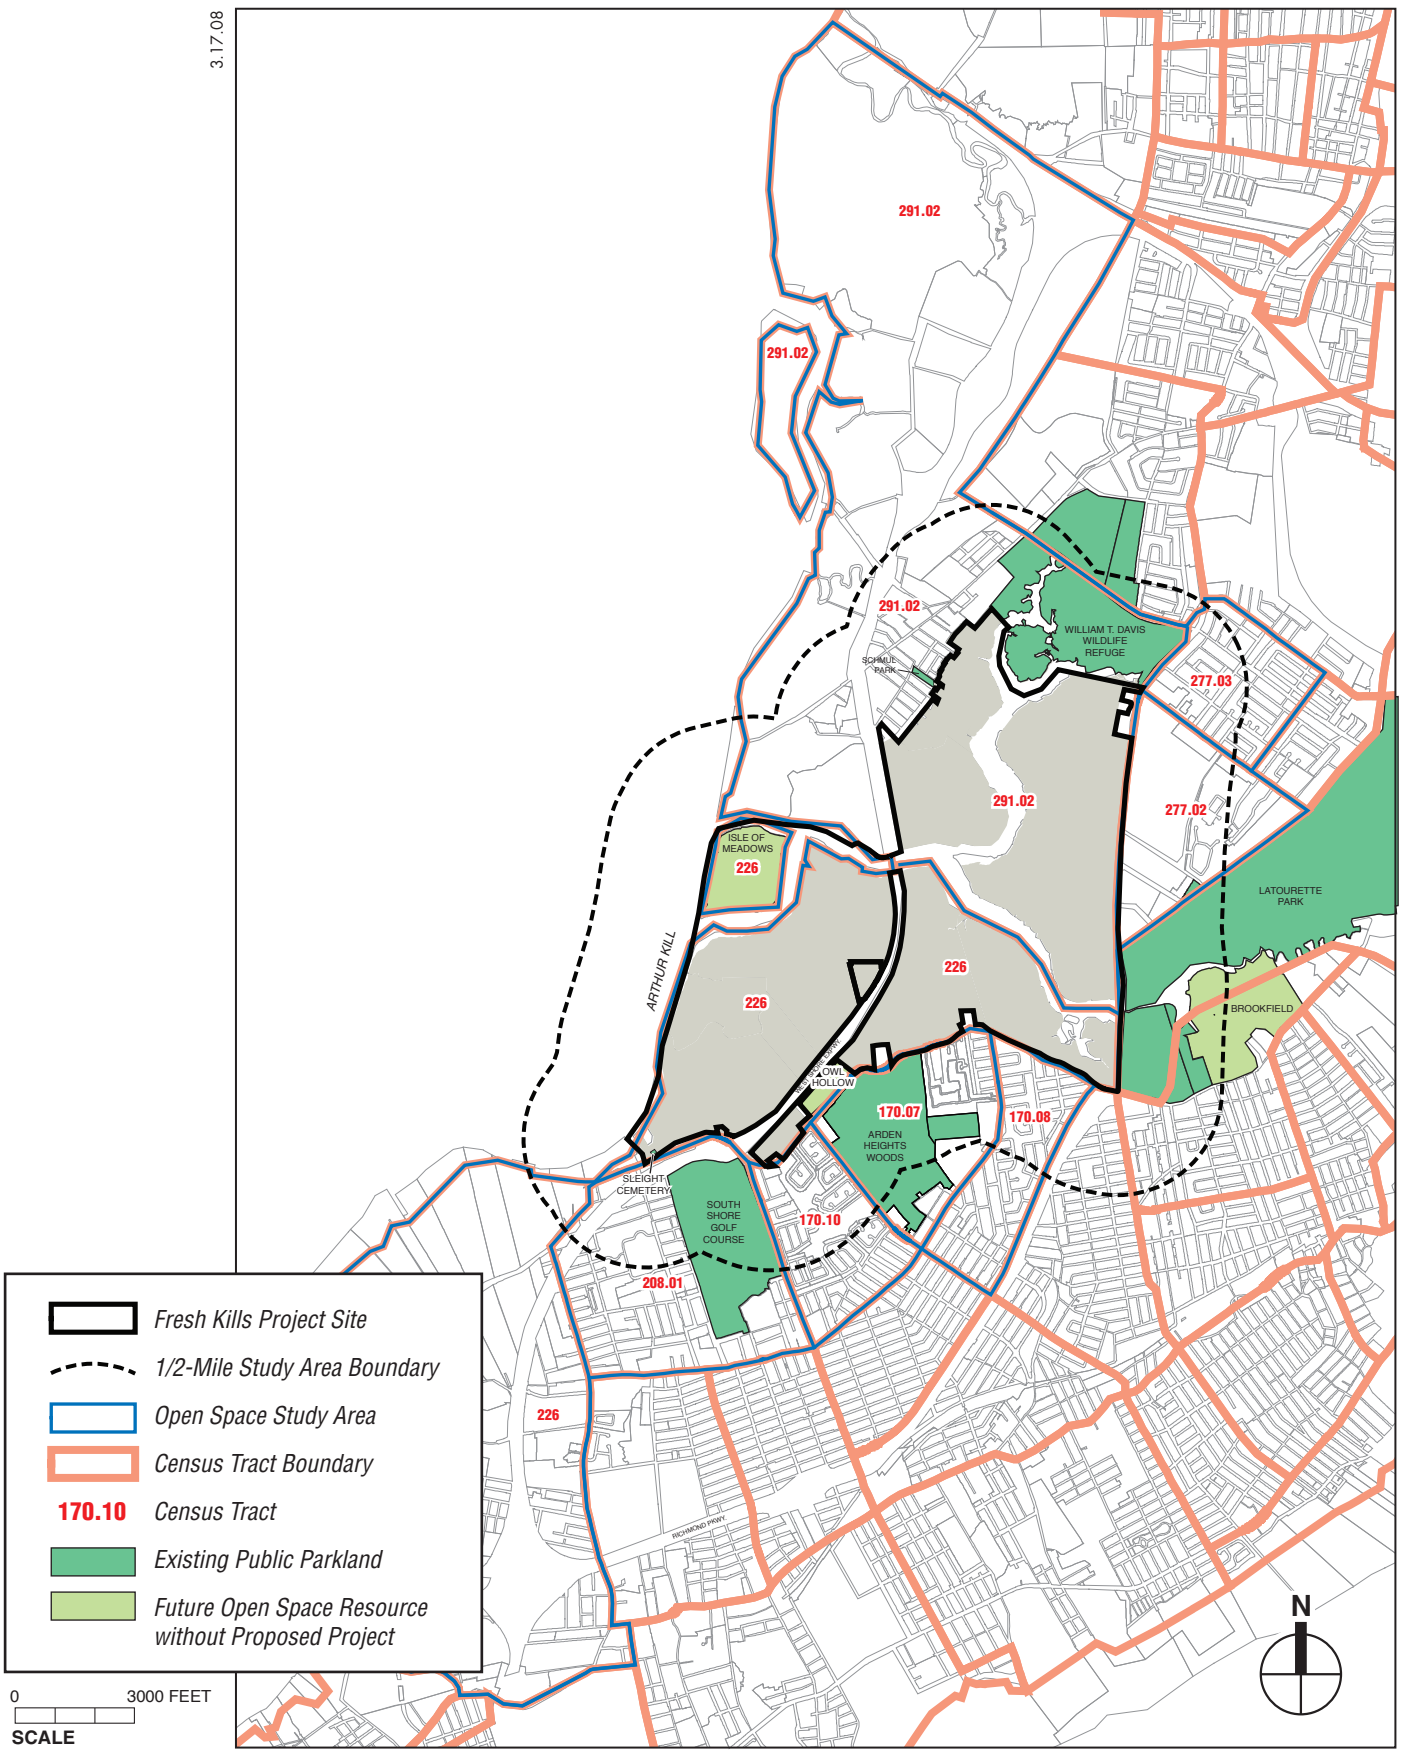 3.17.08
291.02
291.02
291.02
WILLIAM T. DAVIS
WILDLIFE
REFUGE
SCHMUL
PARK
277.03
291.02
277.02
ISLE OF
MEADOWS
226
LATOURETTE
PARK
ARTHUR KILL
226
226
BROOKFIELD
WEST SHORE EXPWY.
OWL
HOLLOW
170.07
170.08
ARDEN
HEIGHTS
WOODS
SLEIGHT
CEMETERY
SOUTH
SHORE
GOLF
COURSE
170.10
208.01
226
RICHMOND PKWY.
Fresh Kills Project Site
1/2-Mile Study Area Boundary
Open Space Study Area
Census Tract Boundary
170.10 Census Tract
Existing Public Parkland
Future Open Space Resource
without Proposed Project
N
0 3000 FEET
SCALE